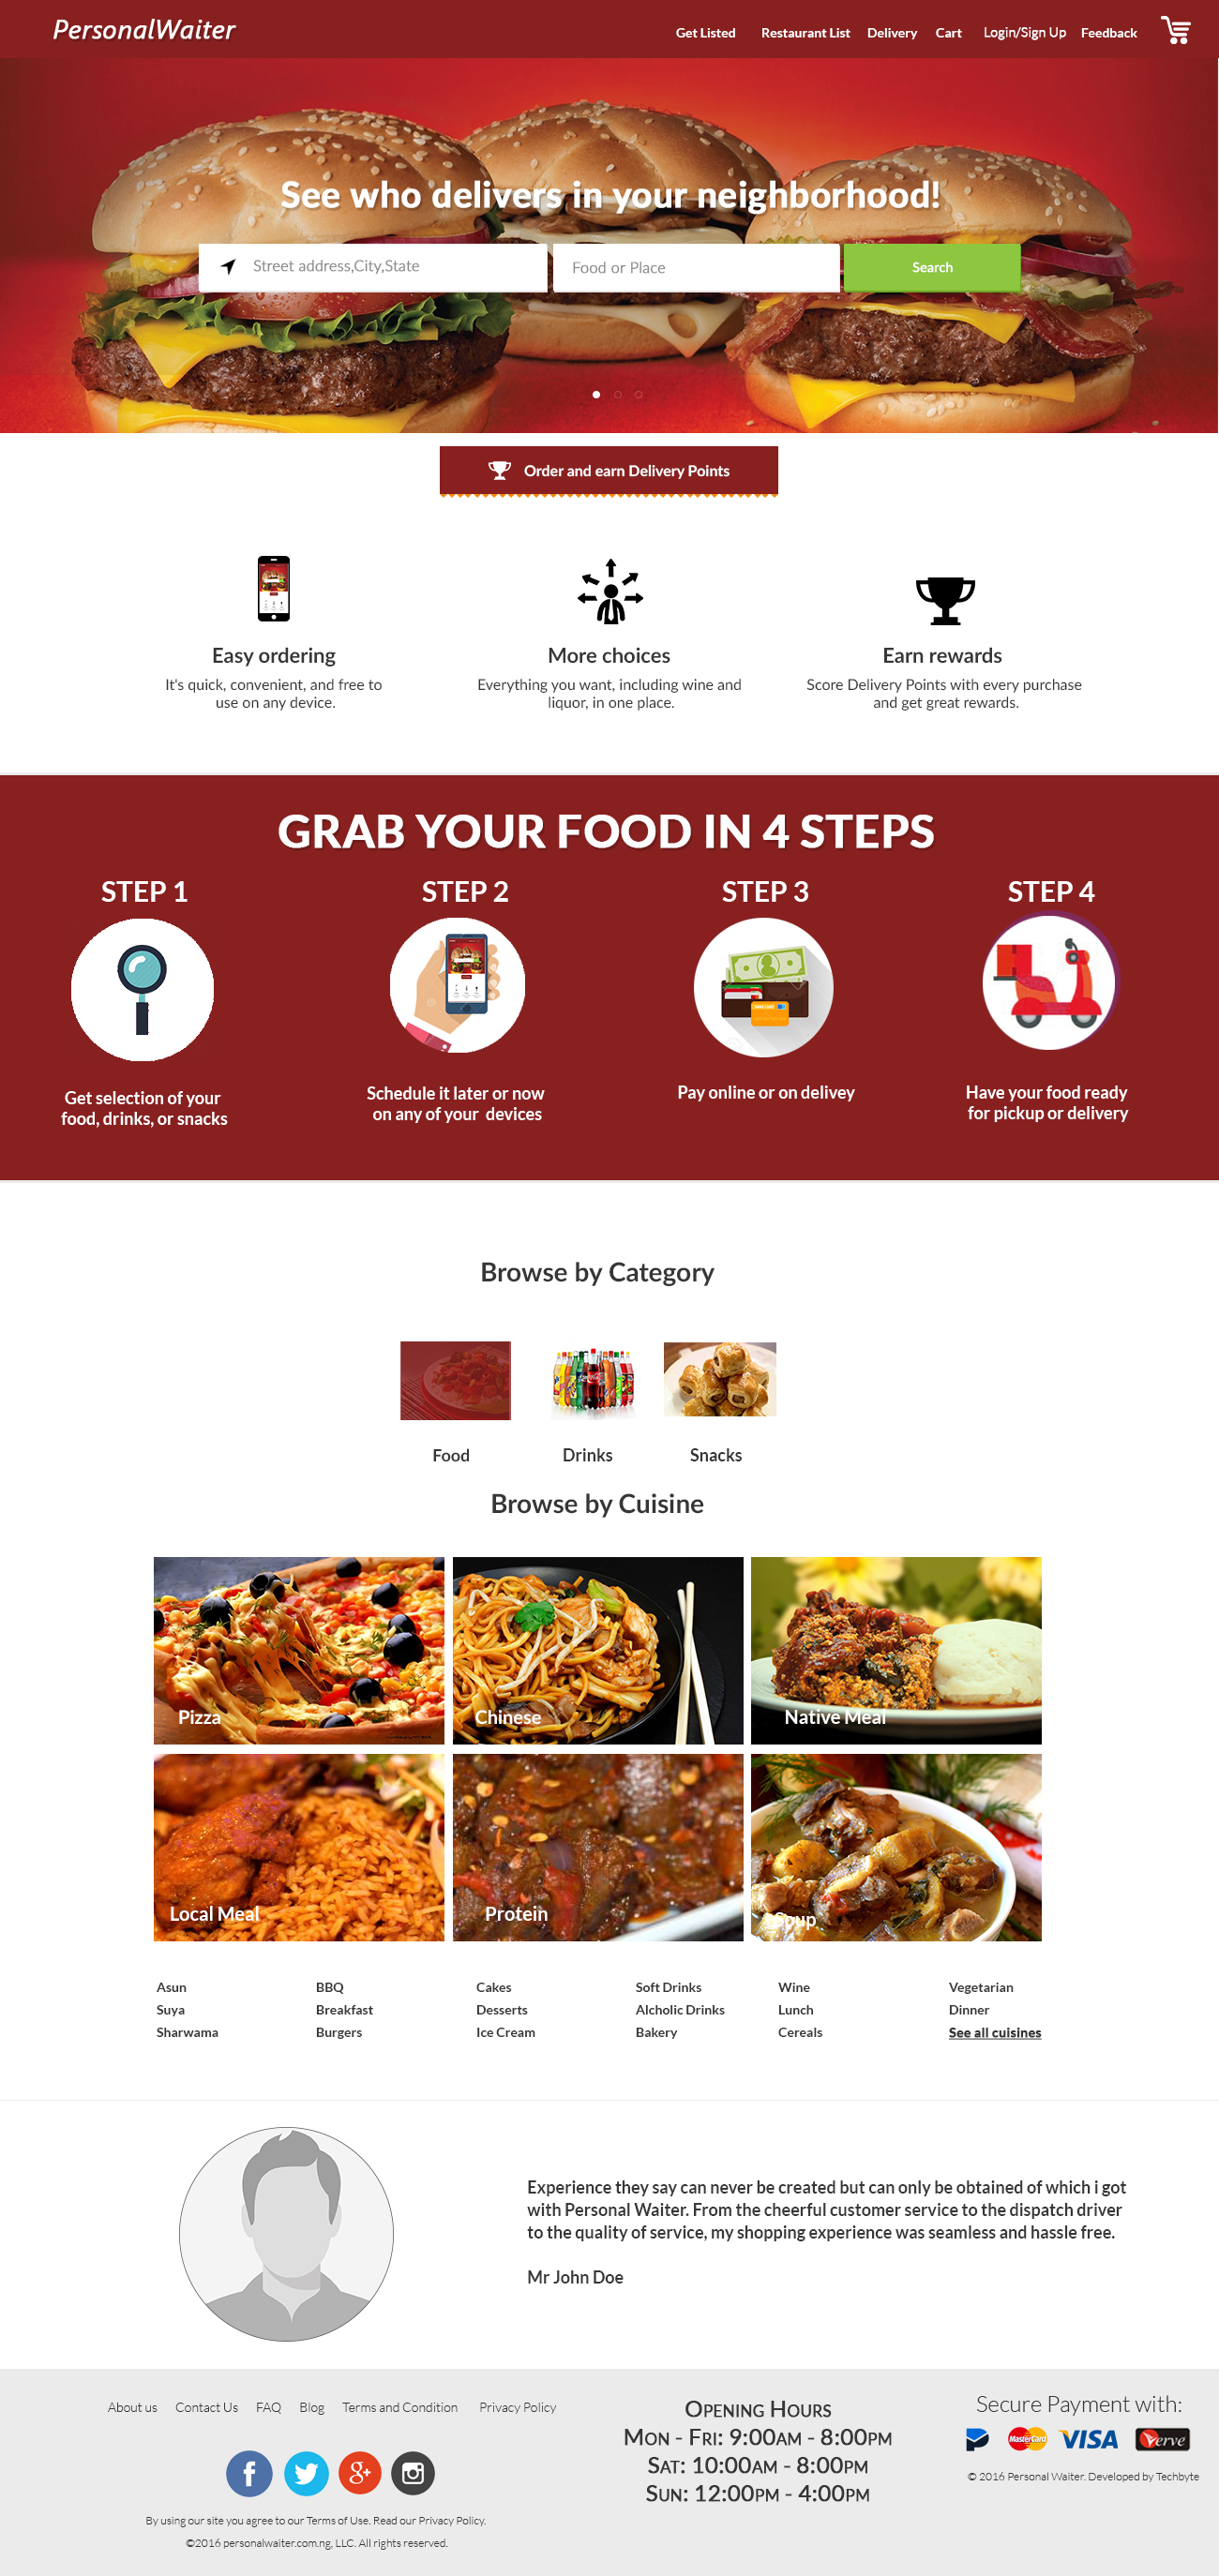 PersonalWaiter
Get Listed Restaurant List Delivery Cart Login/Sign Up Feedback
See who delivers in your neighborhood!
Street address,City,State Food or Place Search
Order and earn Delivery Points
Easy ordering
It's quick, convenient, and free to
use on any device.
More choices
Everything you want, including wine and
liquor, in one place.
Earn rewards
Score Delivery Points with every purchase
and get great rewards.
GRAB YOUR FOOD IN 4 STEPS
STEP 1
Get selection of your
food, drinks, or snacks
STEP 2
Schedule it later or now
on any of your devices
STEP 3
Pay online or on delivey
STEP 4
Have your food ready
for pickup or delivery
Browse by Category
Food Drinks Snacks
Browse by Cuisine
Pizza Chinese Native Meal
Local Meal Protein Soup
Asun BBQ Cakes Soft Drinks Wine Vegetarian
Suya Breakfast Desserts Alcholic Drinks Lunch Dinner
Sharwama Burgers Ice Cream Bakery Cereals See all cuisines
Experience they say can never be created but can only be obtained of which i got
with Personal Waiter. From the cheerful customer service to the dispatch driver
to the quality of service, my shopping experience was seamless and hassle free.
Mr John Doe
About us Contact Us FAQ Blog Terms and Condition Privacy Policy
By using our site you agree to our Terms of Use. Read our Privacy Policy.
©2016 personalwaiter.com.ng, LLC. All rights reserved.
Opening Hours
Mon - Fri: 9:00am - 8:00pm
Sat: 10:00am - 8:00pm
Sun: 12:00pm - 4:00pm
Secure Payment with:
MasterCard VISA Verve
© 2016 Personal Waiter. Developed by Techbyte